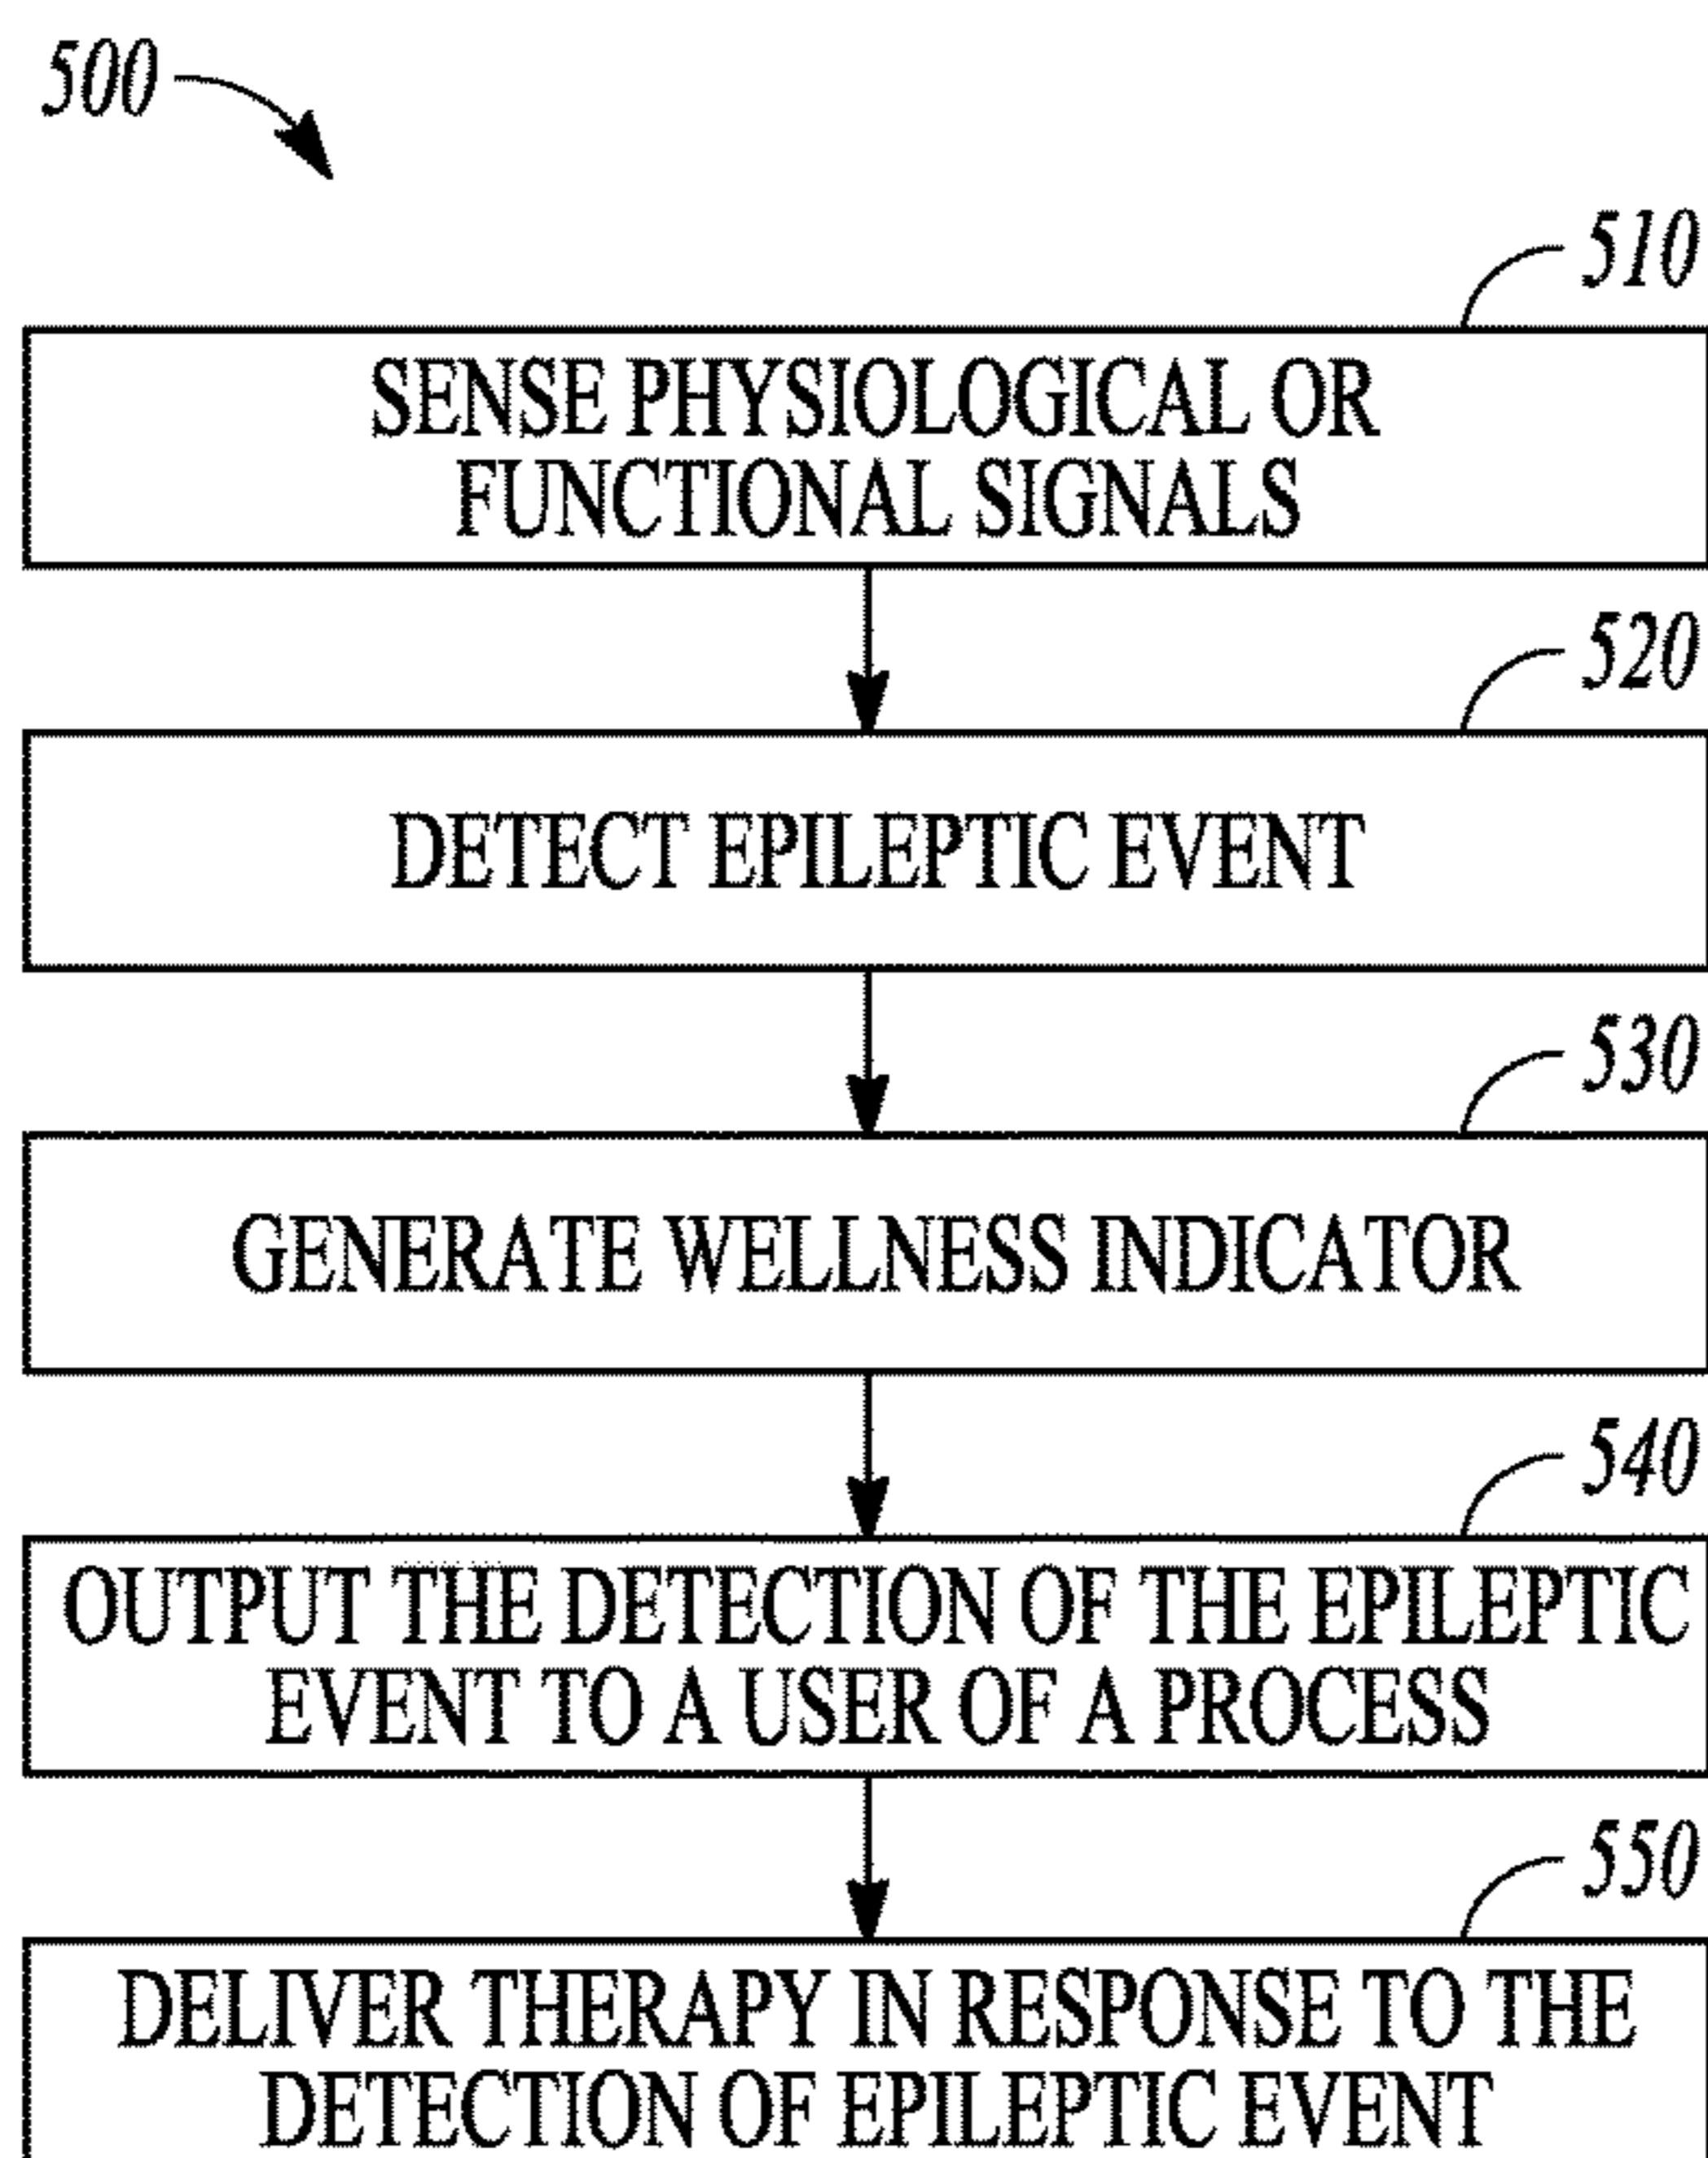 500
510
SENSE PHYSIOLOGICAL OR
FUNCTIONAL SIGNALS
520
DETECT EPILEPTIC EVENT
530
GENERATE WELLNESS INDICATOR
540
OUTPUT THE DETECTION OF THE EPILEPTIC
EVENT TO A USER OF A PROCESS
550
DELIVER THERAPY IN RESPONSE TO THE
DETECTION OF EPILEPTIC EVENT